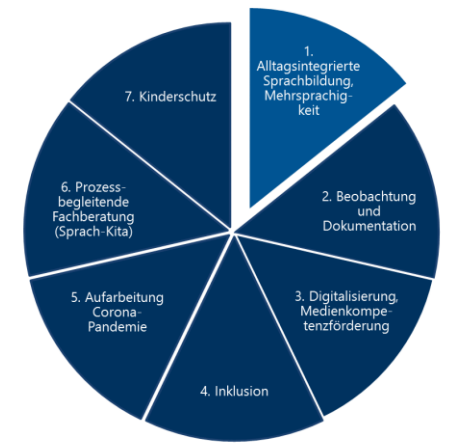 1.
Alltagsintegrierte
Sprachbildung,
Mehrsprachig-
keit
2. Beobachtung
und
Dokumentation
3. Digitalisierung,
Medienkompe-
tenzförderung
4. Inklusion
5. Aufarbeitung
Corona-
Pandemie
6. Prozess-
begleitende
Fachberatung
(Sprach-Kita)
7. Kinderschutz